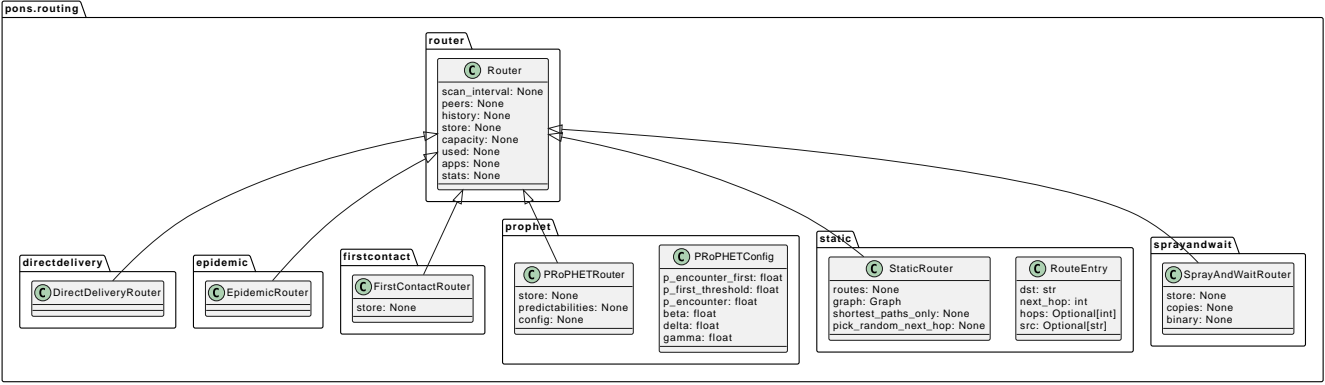 pons.routing
router
C Router
scan_interval: None
peers: None
history: None
store: None
capacity: None
used: None
apps: None
stats: None
directdelivery
C DirectDeliveryRouter
epidemic
C EpidemicRouter
firstcontact
C FirstContactRouter
store: None
prophet
C PRoPHETRouter
store: None
predictabilities: None
config: None
C PRoPHETConfig
p_encounter_first: float
p_first_threshold: float
p_encounter: float
beta: float
delta: float
gamma: float
static
C StaticRouter
routes: None
graph: Graph
shortest_paths_only: None
pick_random_next_hop: None
C RouteEntry
dst: str
next_hop: int
hops: Optional[int]
src: Optional[str]
sprayandwait
C SprayAndWaitRouter
store: None
copies: None
binary: None